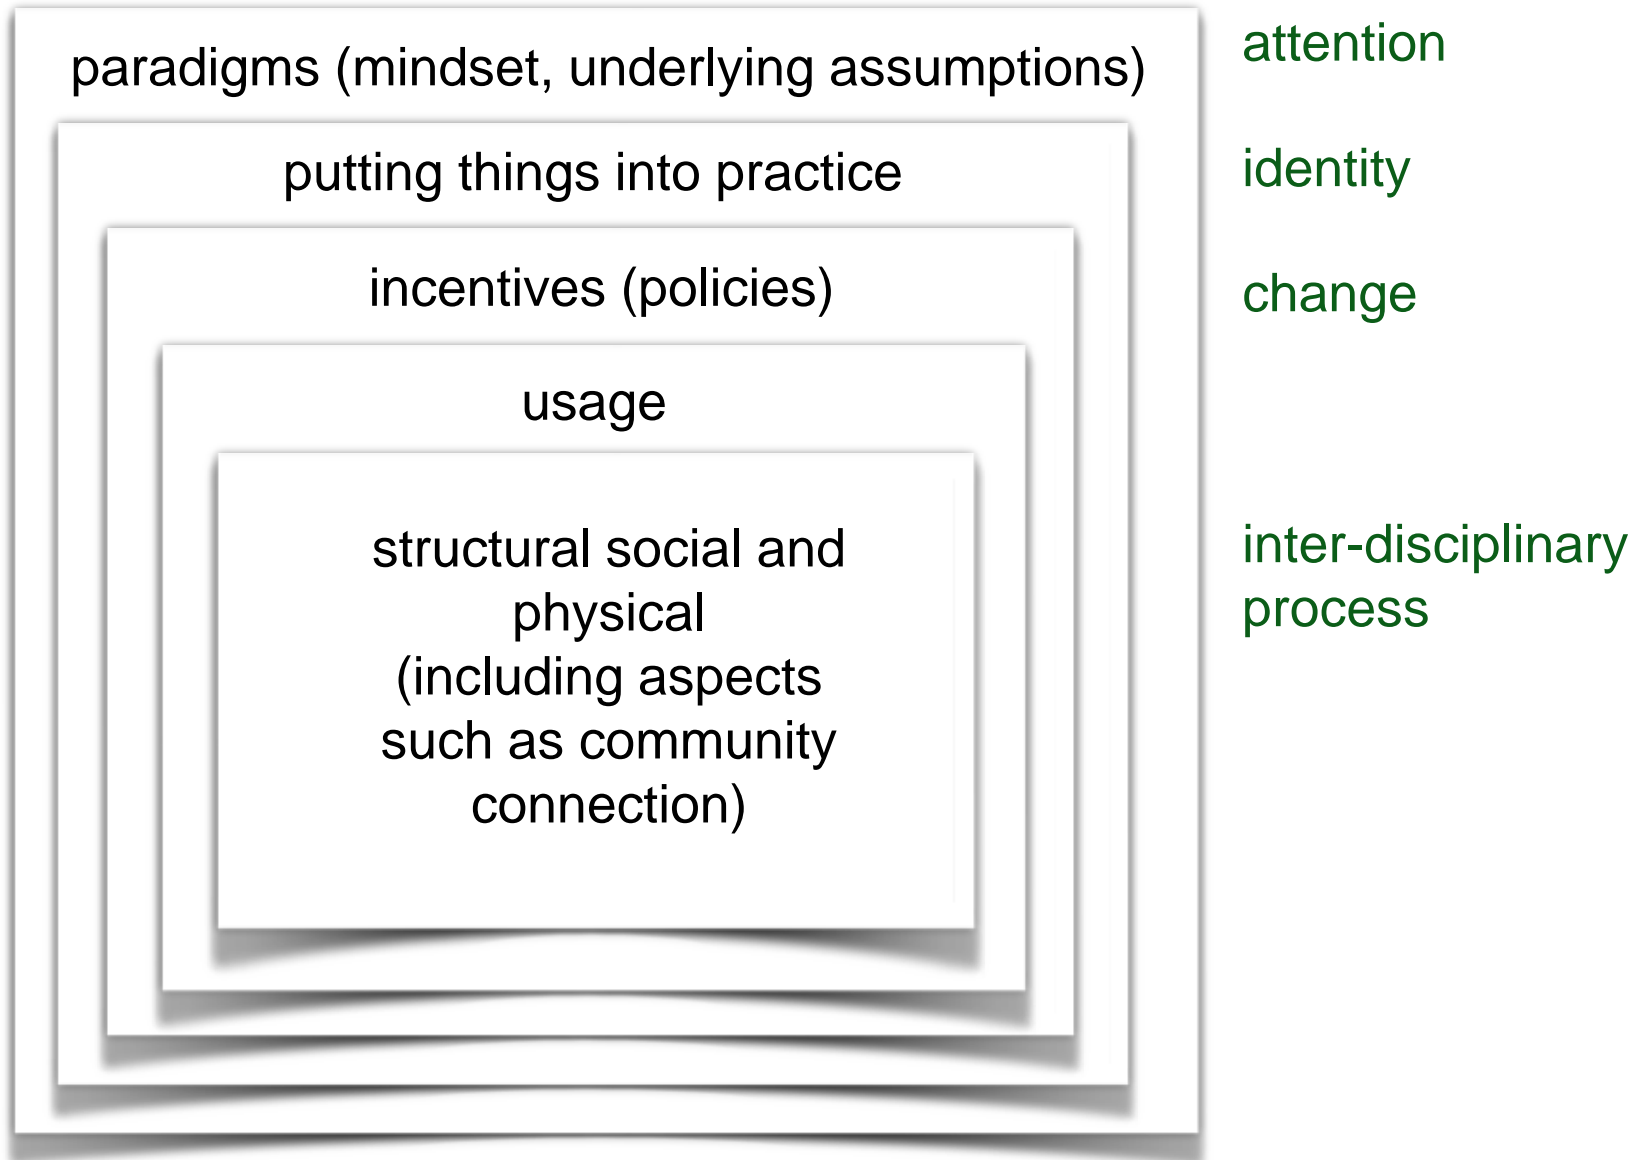 paradigms (mindset, underlying assumptions)
putting things into practice
incentives (policies)
usage
structural social and
physical
(including aspects
such as community
connection)
attention
identity
change
inter-disciplinary
process